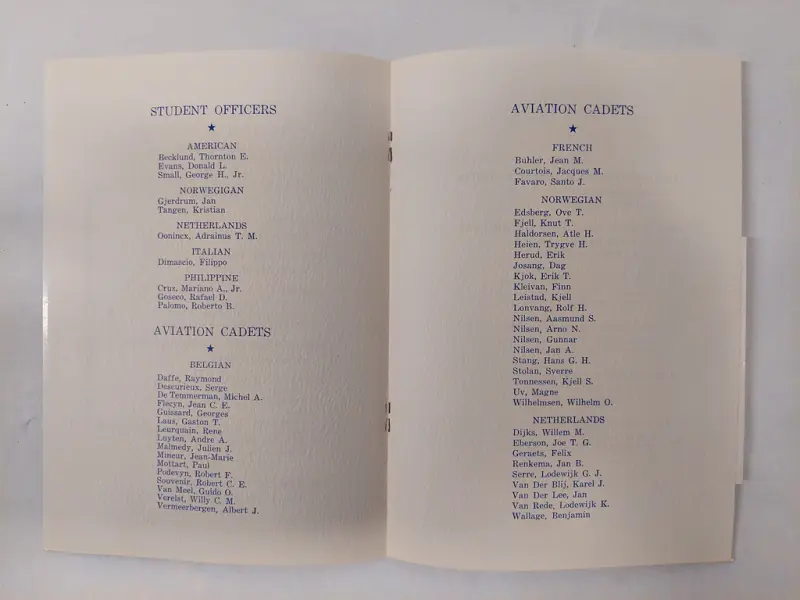 STUDENT OFFICERS
★
AMERICAN
Becklund, Thornton E.
Evans, Donald L.
Small, George H., Jr.
NORWEGIGAN
Gjerdrum, Jan
Tangen, Kristian
NETHERLANDS
Oonincx, Adrainus T. M.
ITALIAN
Dimascio, Filippo
PHILIPPINE
Cruz, Mariano A., Jr.
Goseco, Rafael D.
Palomo, Roberto B.
AVIATION CADETS
★
BELGIAN
Daffe, Raymond
Descurieux, Serge
De Temmerman, Michel A.
Flecyn, Jean C. E.
Guissard, Georges
Laus, Gaston T.
Leurquain, Rene
Luyten, Andre A.
Malmedy, Julien J.
Mineur, Jean-Marie
Mottart, Paul
Podevyn, Robert F.
Souvenir, Robert C. E.
Van Meel, Guido O.
Vereist, Willy C. M.
Vermeerbergen, Albert J.
AVIATION CADETS
★
FRENCH
Buhler, Jean M.
Courtois, Jacques M.
Favaro, Santo J.
NORWEGIAN
Edsberg, Ove T.
Fjell, Knut T.
Haldorsen, Atle H.
Heien, Trygve H.
Herud, Erik
Josang, Dag
Kjok, Erik T.
Kleivan, Finn
Leistad, Kjell
Lonvang, Rolf H.
Nilsen, Aasmund S.
Nilsen, Arno N.
Nilsen, Gunnar
Nilsen, Jan A.
Stang, Hans G. H.
Stolan, Sverre
Tonnessen, Kjell S.
Uv, Magne
Wilhelmsen, Wilhelm O.
NETHERLANDS
Dijks, Willem M.
Eberson, Joe T. G.
Geraets, Felix
Renkema, Jan B.
Serre, Lodewijk G. J.
Van Der Blij, Karel J.
Van Der Lee, Jan
Van Rede, Lodewijk K.
Wallage, Benjamin